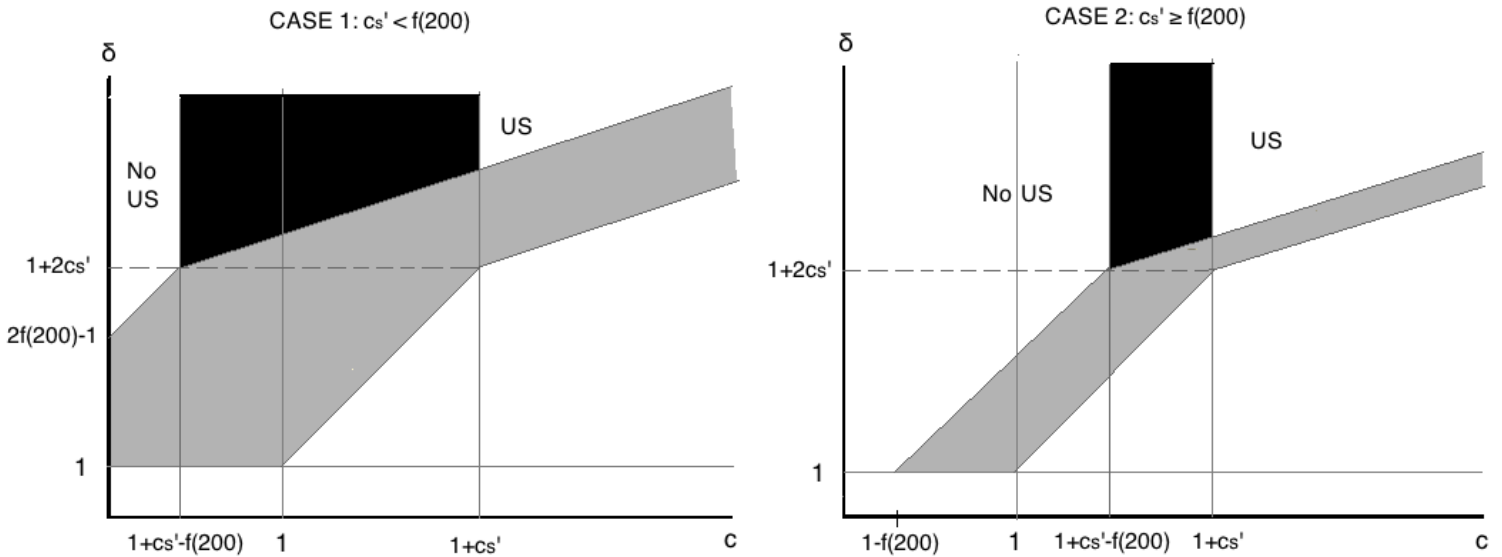 CASE 1: cs' < f(200)
δ
No
US
US
1+2cs'
2f(200)-1
1
1+cs'-f(200)
1
1+cs'
c
CASE 2: cs' ≥ f(200)
δ
No US
US
1+2cs'
1
1-f(200)
1
1+cs'-f(200)
1+cs'
c